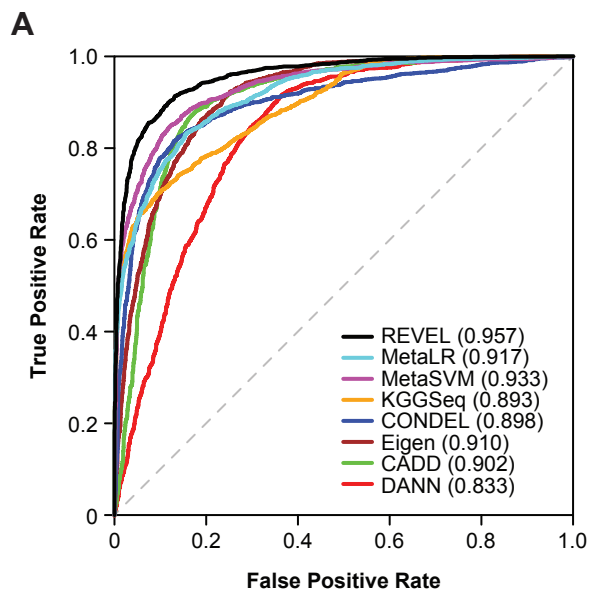 A
1.0
0.8
0.6
0.4
0.2
0
True Positive Rate
REVEL (0.957)
MetaLR (0.917)
MetaSVM (0.933)
KGGSeq (0.893)
CONDEL (0.898)
Eigen (0.910)
CADD (0.902)
DANN (0.833)
0 0.2 0.4 0.6 0.8 1.0
False Positive Rate